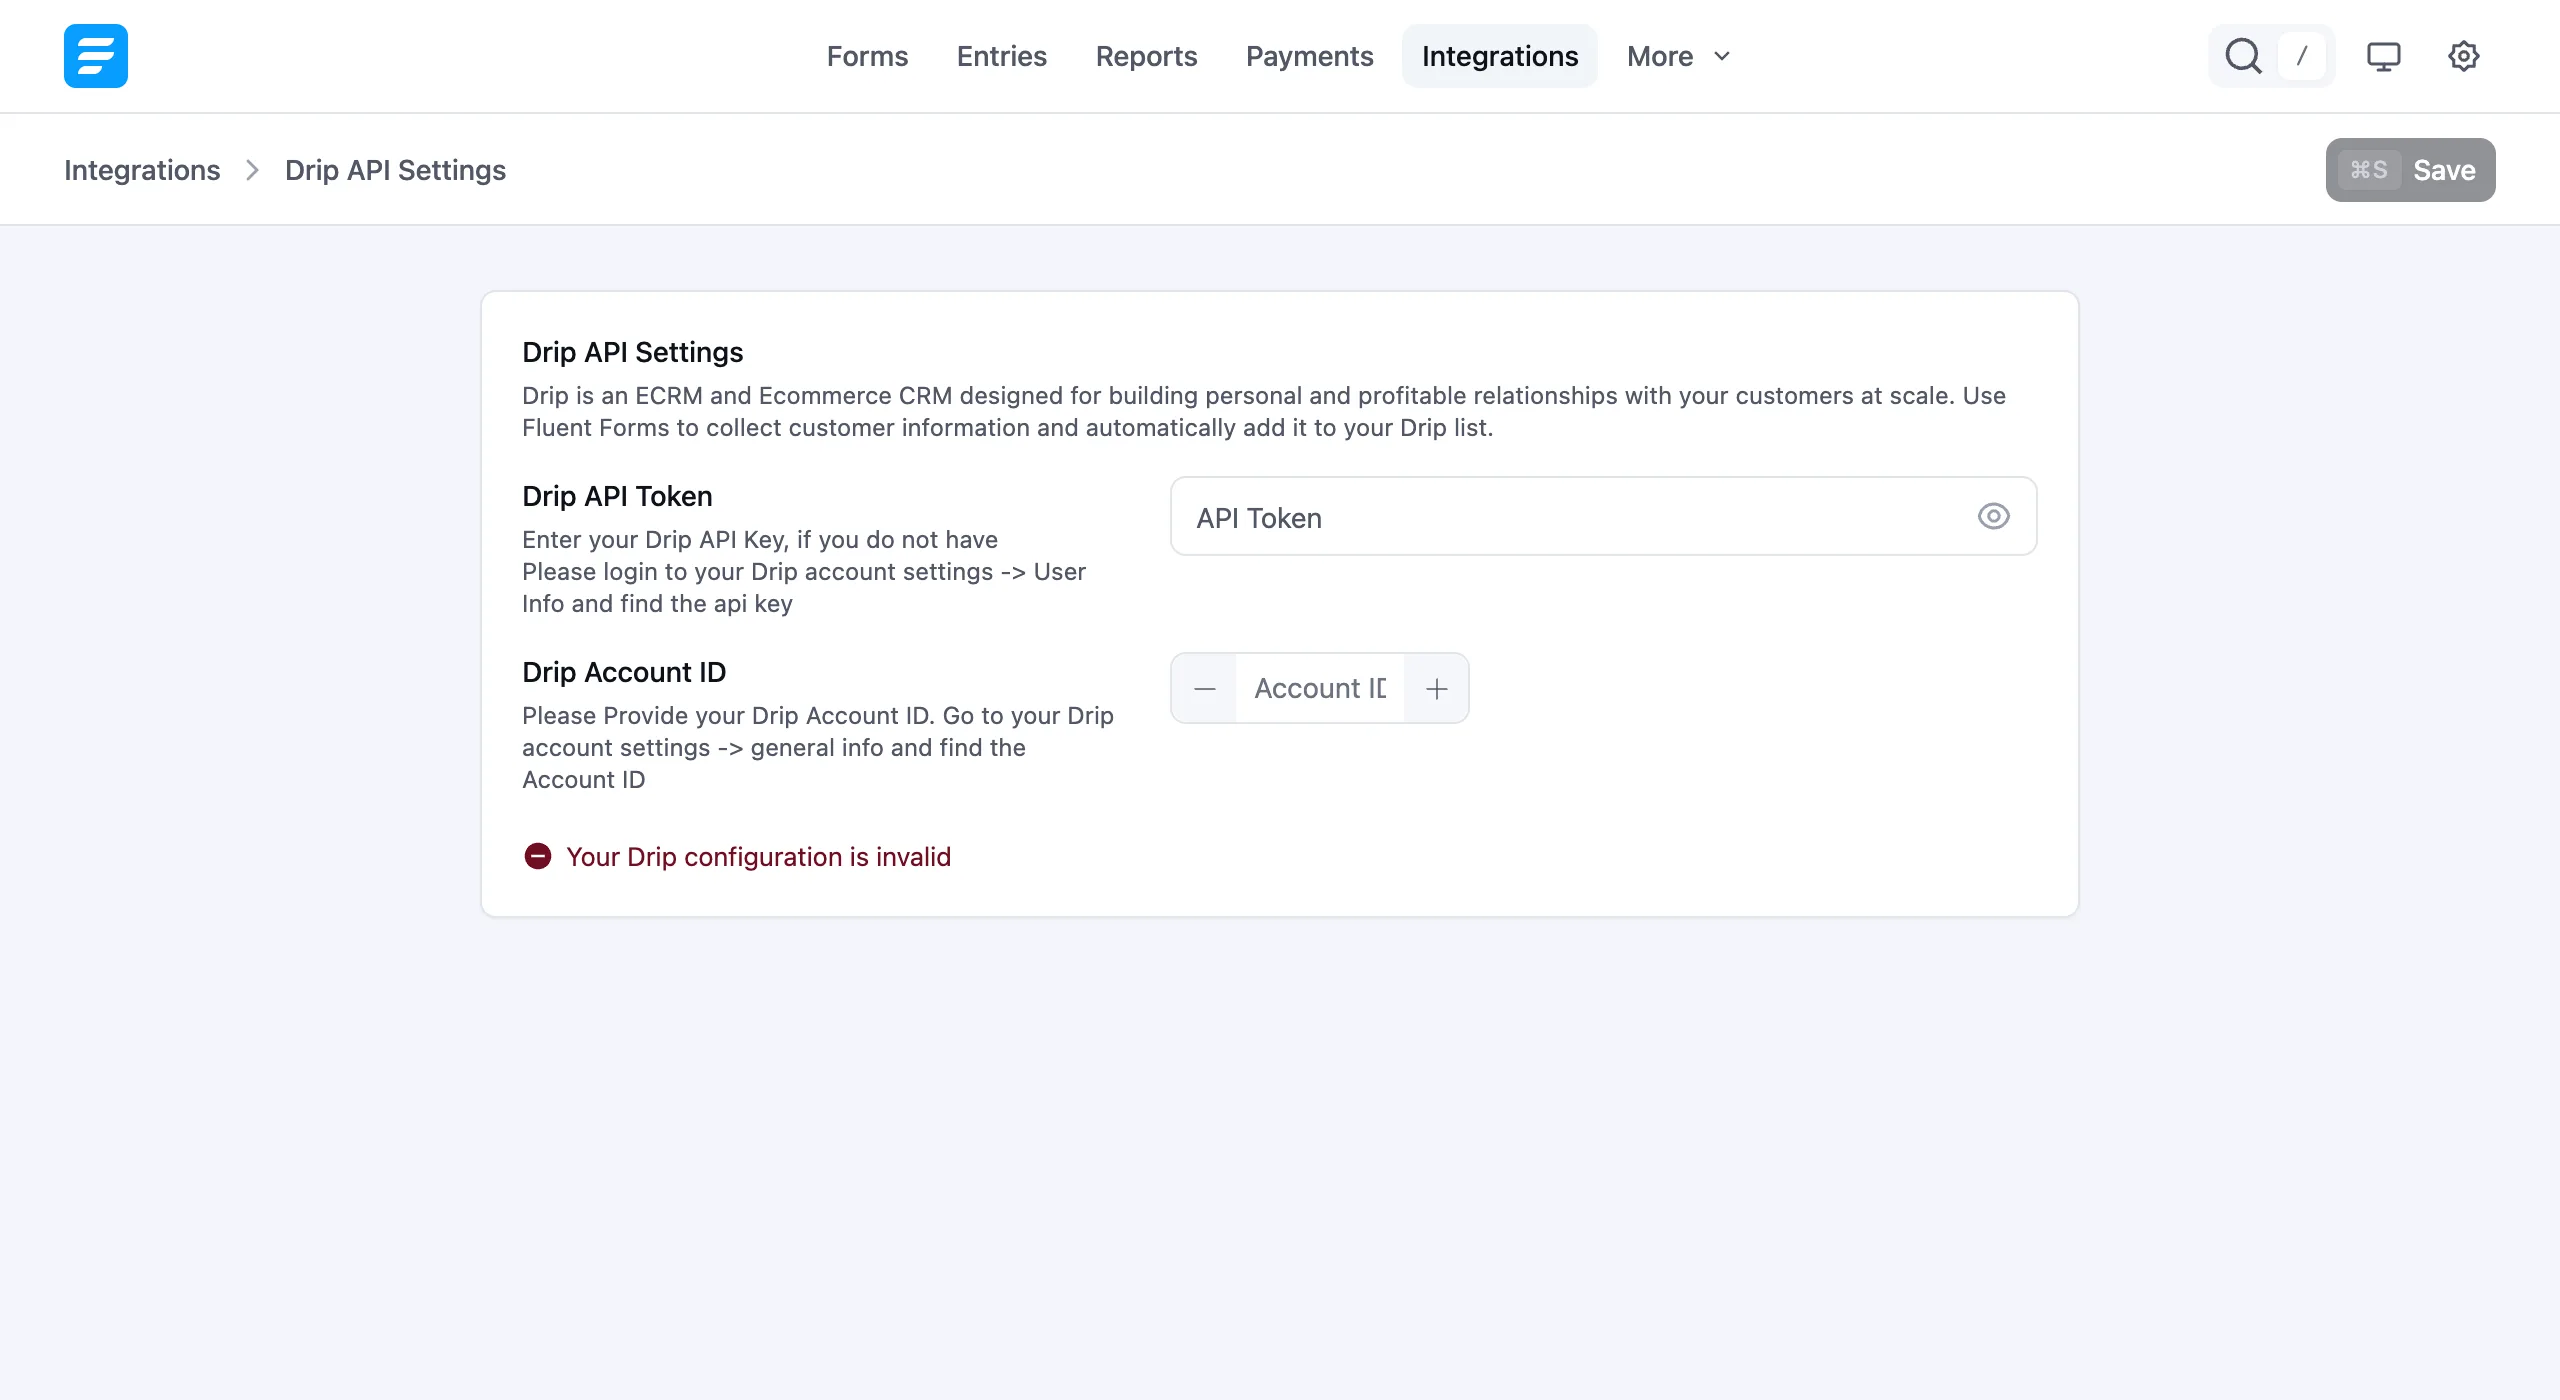 Forms Entries Reports Payments Integrations More /
Integrations > Drip API Settings ⌘S Save
Drip API Settings
Drip is an ECRM and Ecommerce CRM designed for building personal and profitable relationships with your customers at scale. Use
Fluent Forms to collect customer information and automatically add it to your Drip list.
Drip API Token
API Token
Enter your Drip API Key, if you do not have
Please login to your Drip account settings -> User
Info and find the api key
Drip Account ID
Account ID
Please Provide your Drip Account ID. Go to your Drip
account settings -> general info and find the
Account ID
Your Drip configuration is invalid